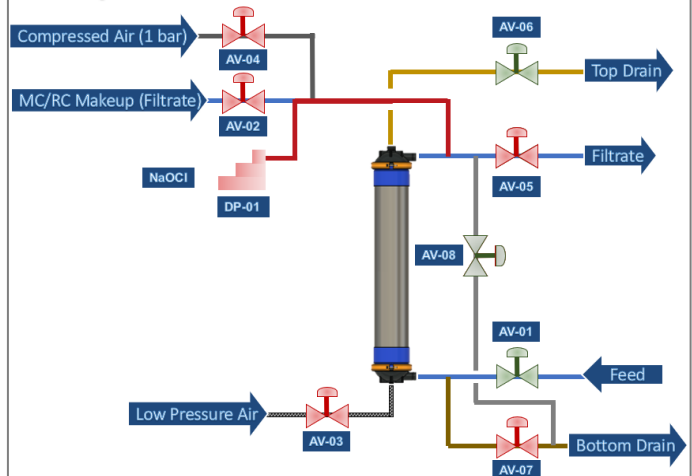 AV-06
Compressed Air (1 bar)
Top Drain
AV-04
MC/RC Makeup (Filtrate)
AV-02
Filtrate
NaOCl
AV-05
DP-01
AV-08
AV-01
Feed
Low Pressure Air
AV-03
Bottom Drain
AV-07